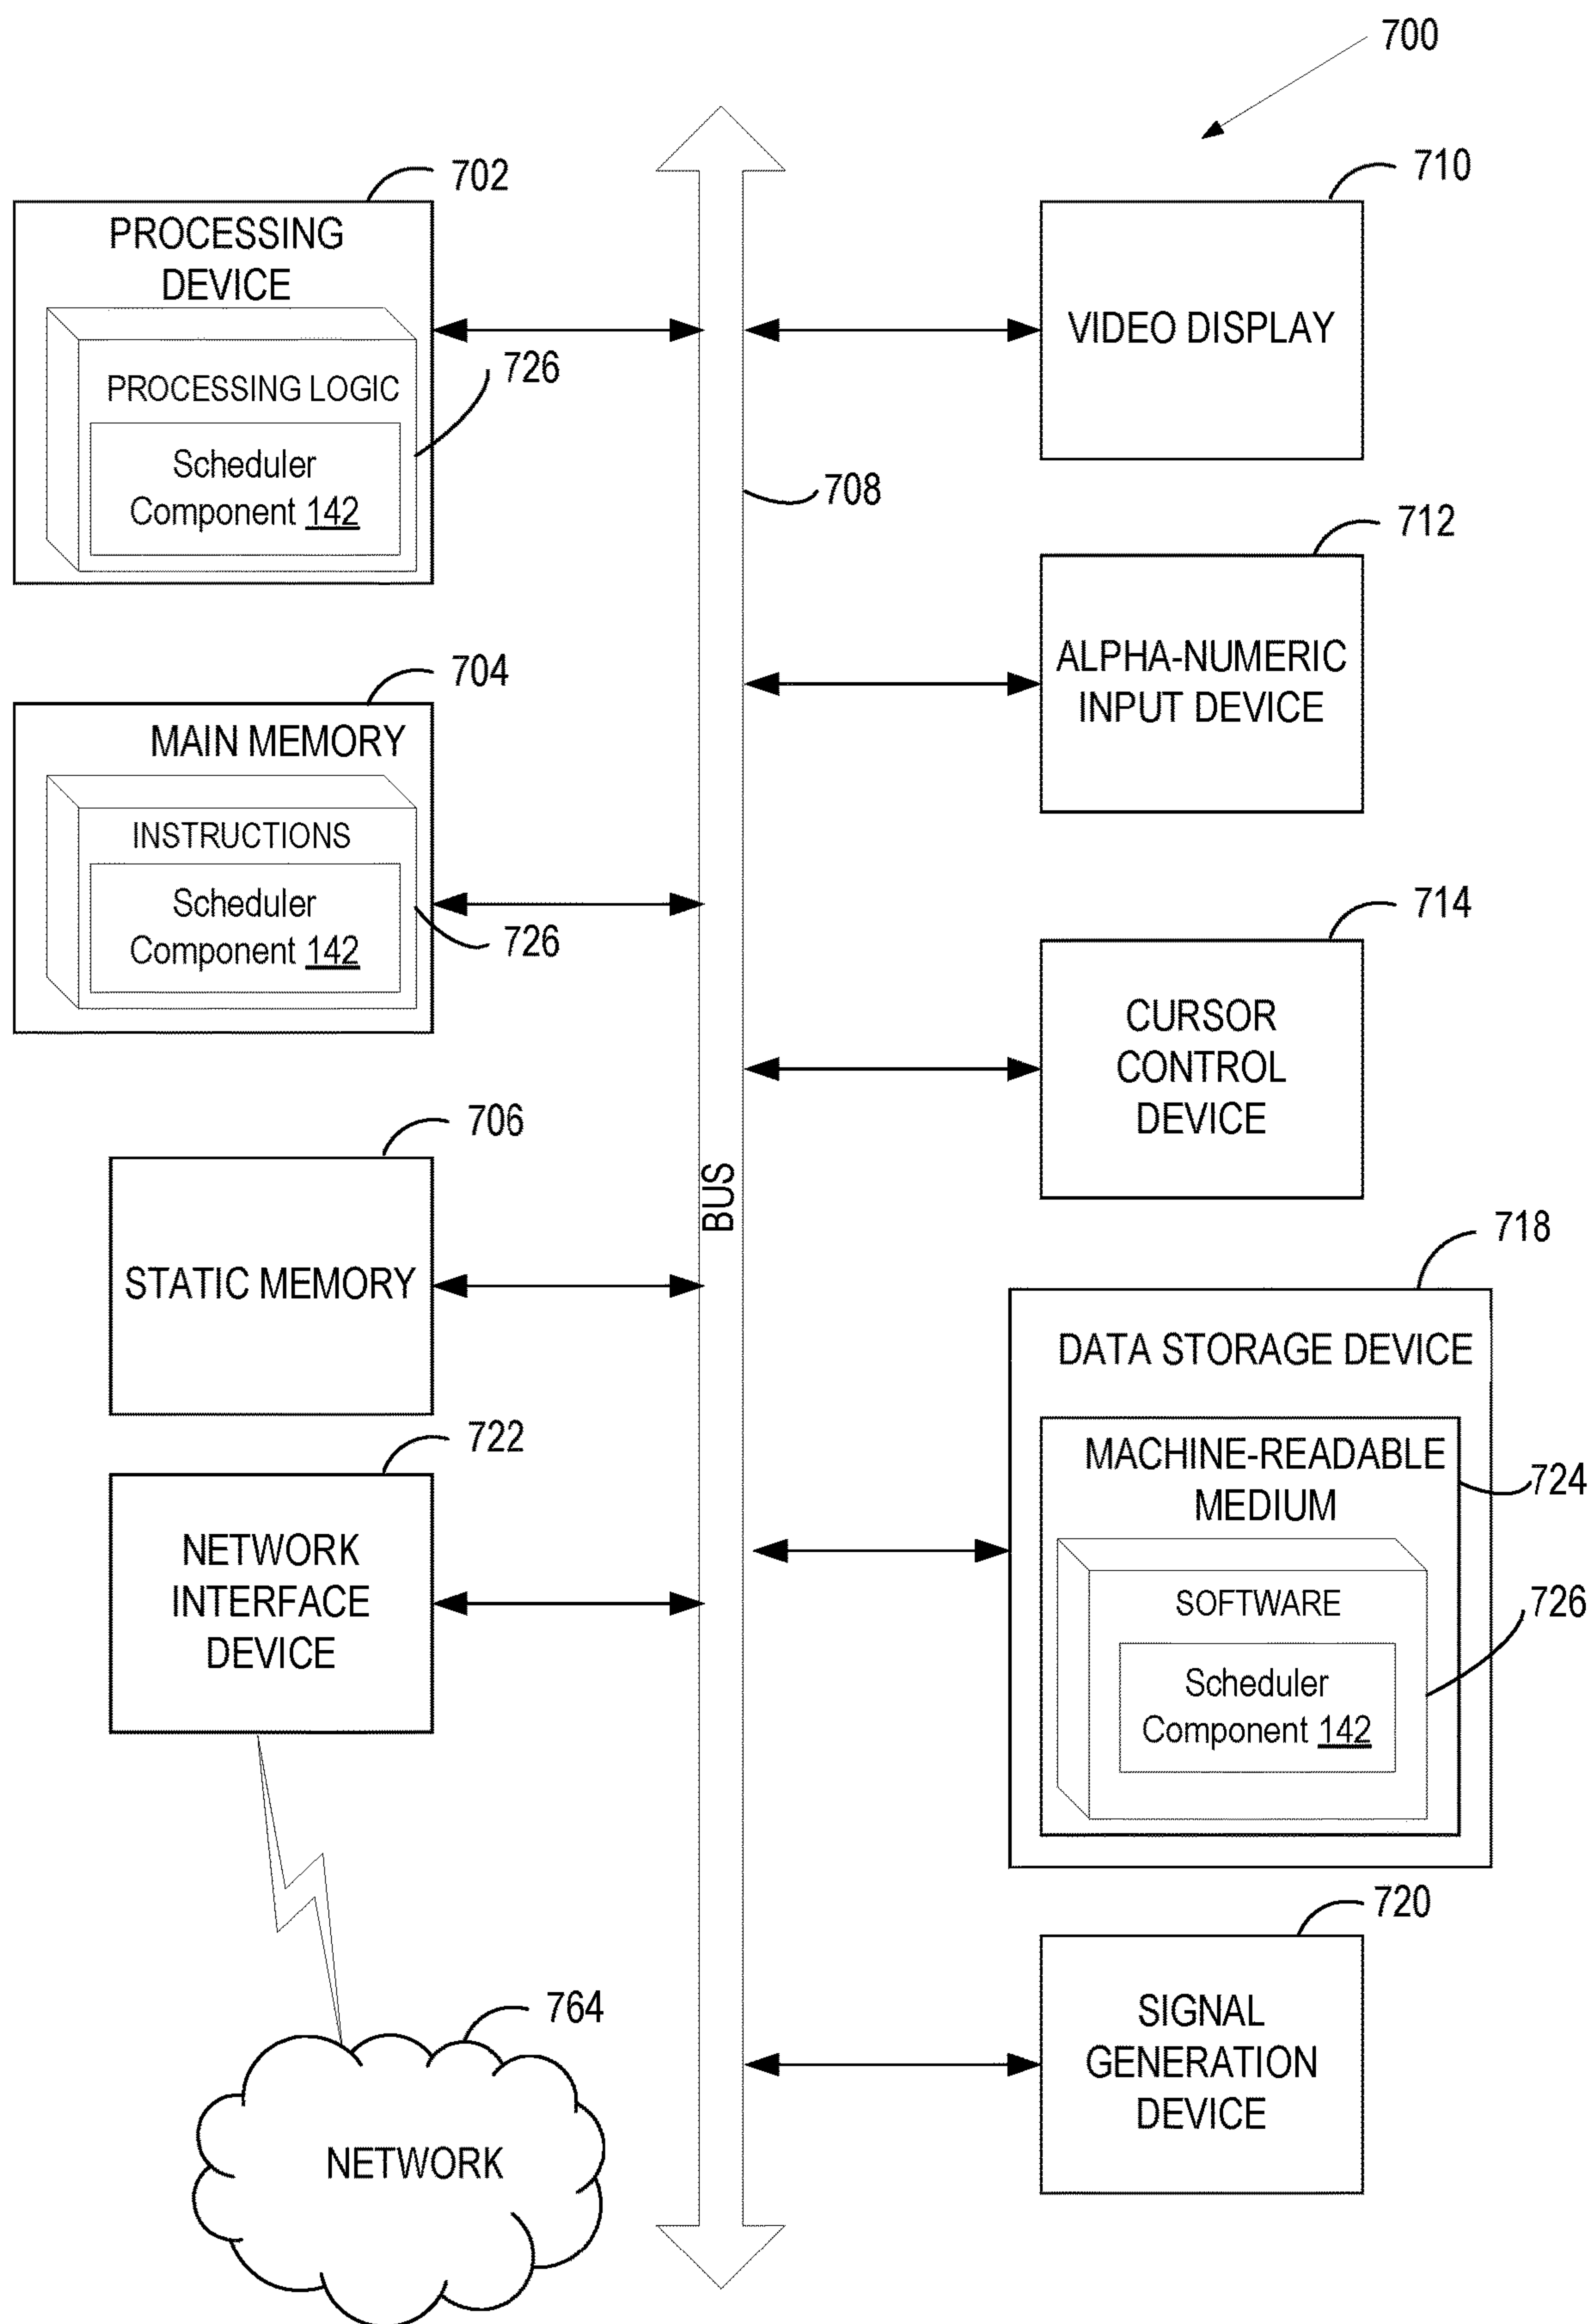 700
702
PROCESSING
DEVICE
PROCESSING LOGIC
726
Scheduler
Component 142
710
VIDEO DISPLAY
708
712
ALPHA-NUMERIC
INPUT DEVICE
704
MAIN MEMORY
INSTRUCTIONS
Scheduler
Component 142
726
714
CURSOR
CONTROL
DEVICE
706
STATIC MEMORY
BUS
718
DATA STORAGE DEVICE
MACHINE-READABLE
MEDIUM
724
SOFTWARE
726
Scheduler
Component 142
722
NETWORK
INTERFACE
DEVICE
720
SIGNAL
GENERATION
DEVICE
764
NETWORK